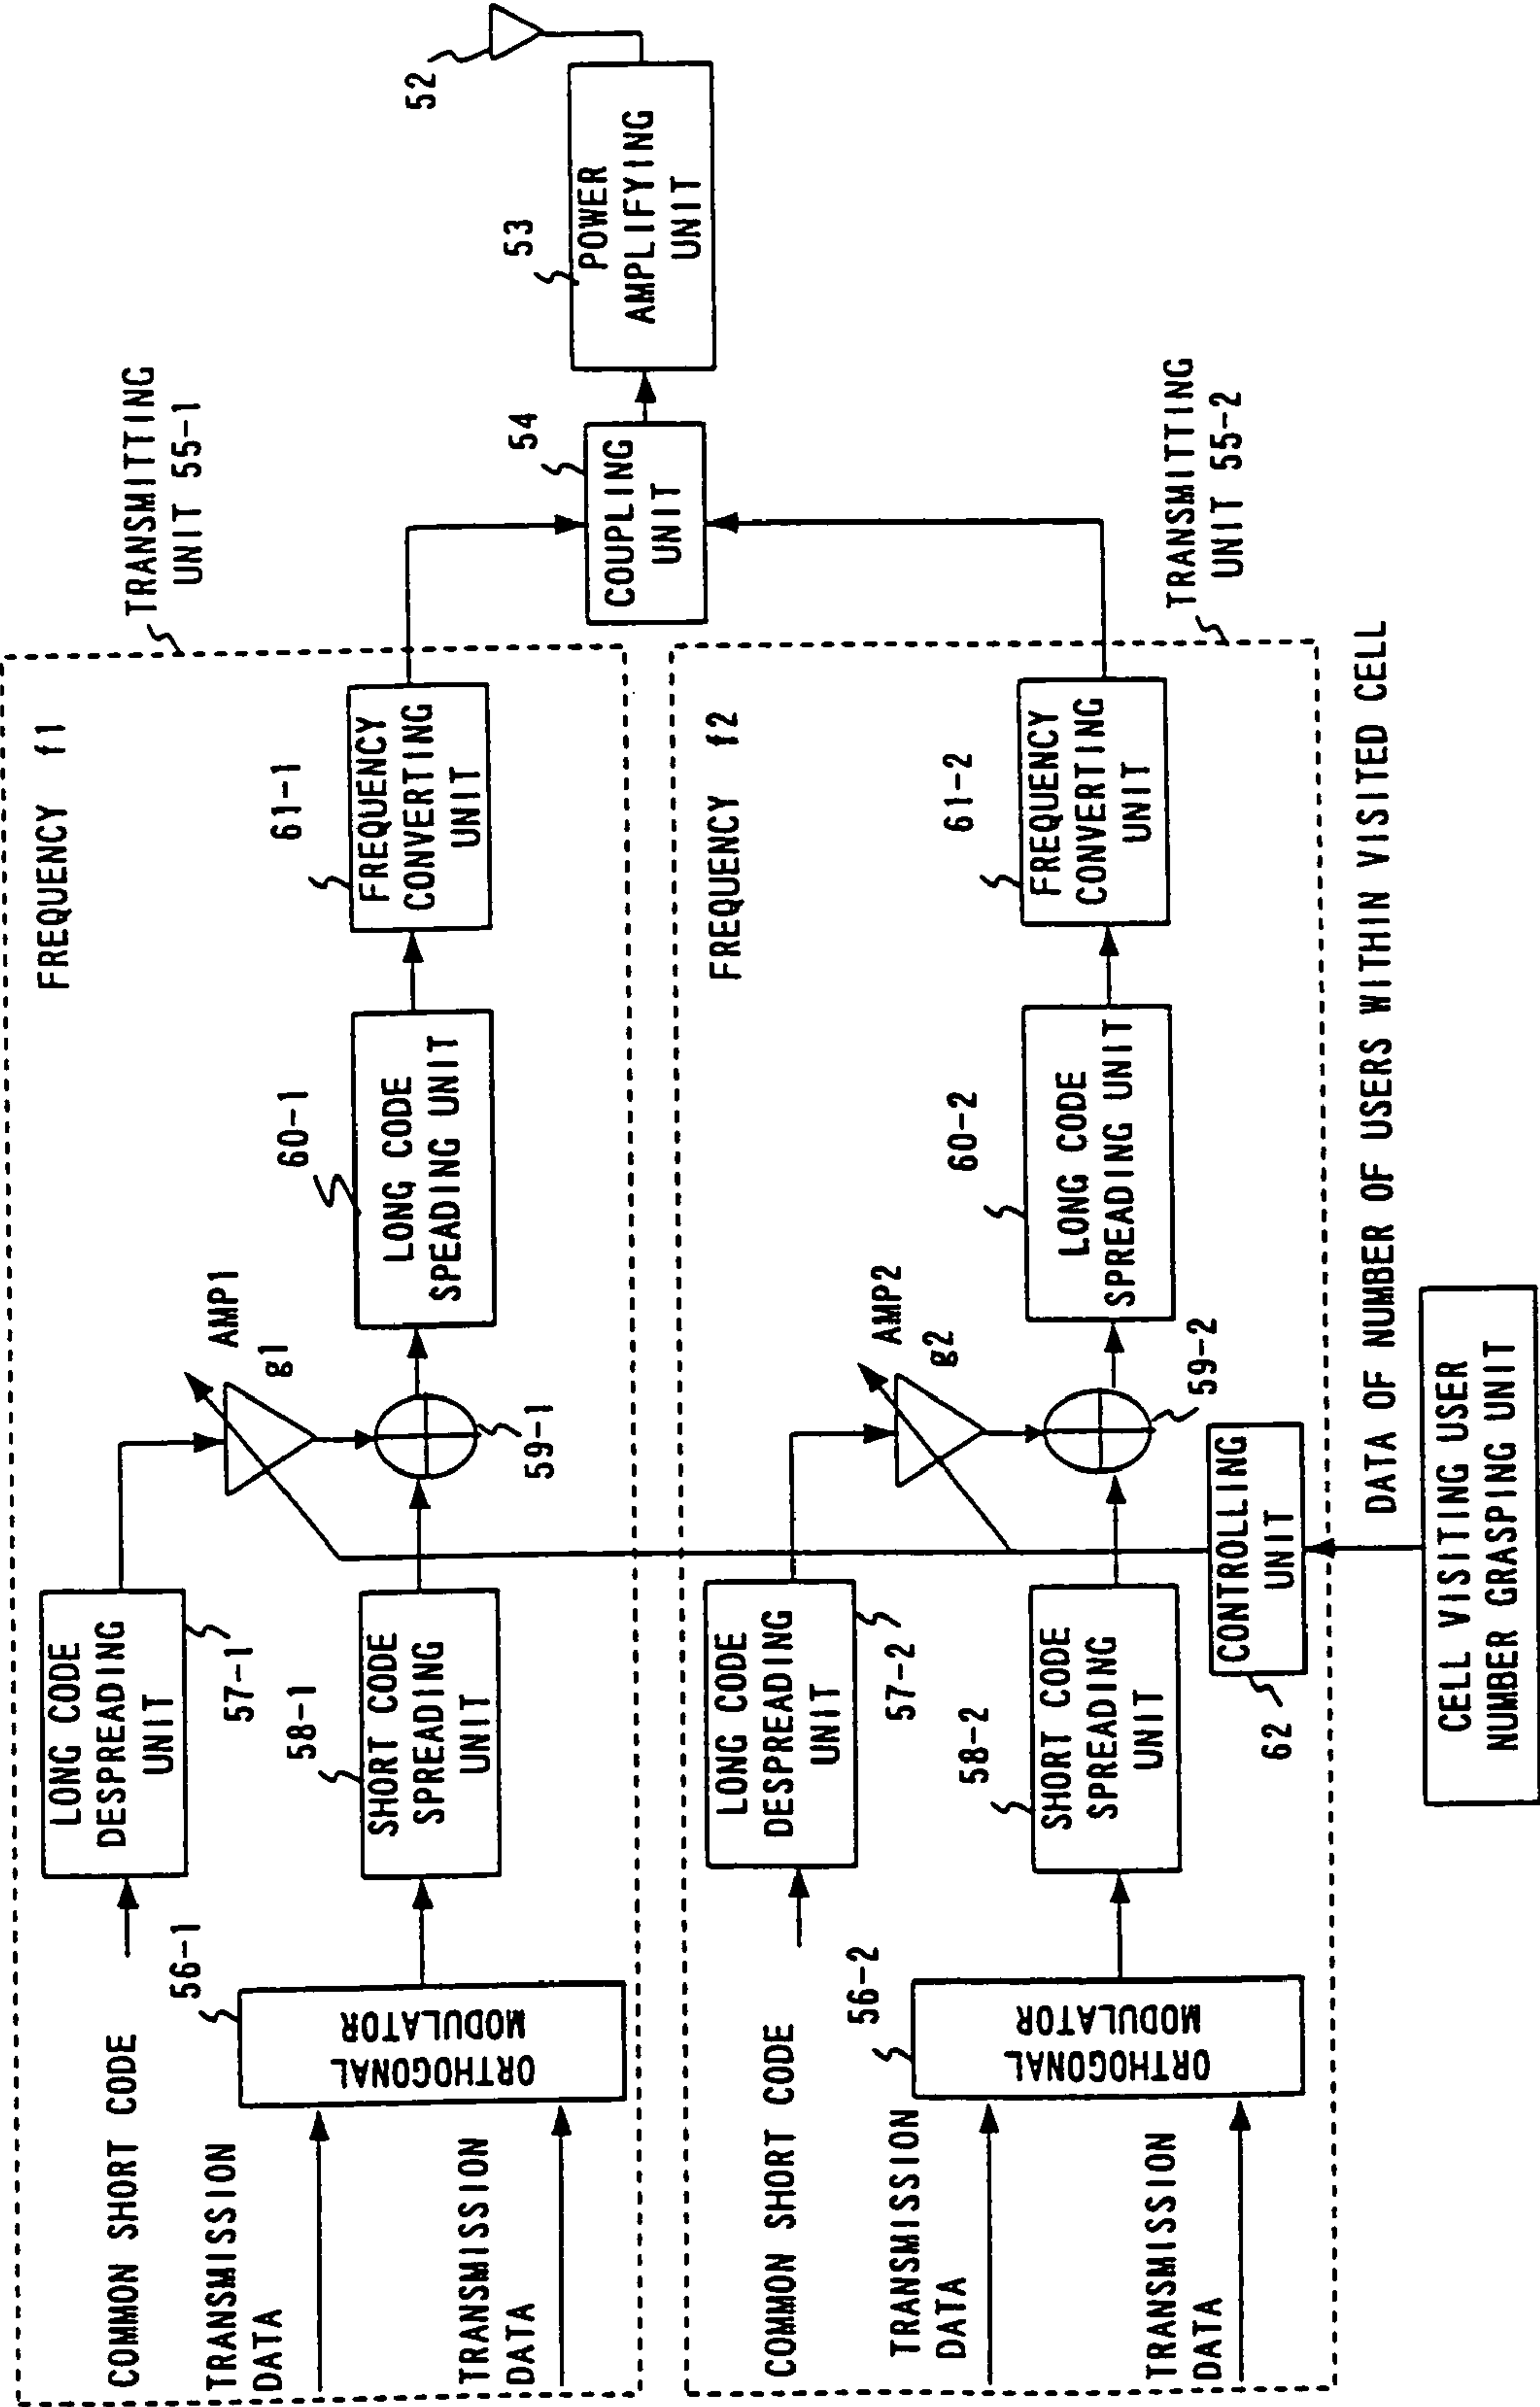 FREQUENCY f1
TRANSMITTING
UNIT 55-1
COMMON SHORT CODE
LONG CODE
DESPREADING
UNIT
57-1
AMP1
g1
TRANSMISSION
DATA
TRANSMISSION
DATA
56-1
ORTHOGONAL
MODULATOR
58-1
SHORT CODE
SPREADING
UNIT
59-1
60-1
LONG CODE
SPEADING UNIT
61-1
FREQUENCY
CONVERTING
UNIT
54
COUPLING
UNIT
53
POWER
AMPLIFYING
UNIT
52
FREQUENCY f2
TRANSMITTING
UNIT 55-2
COMMON SHORT CODE
LONG CODE
DESPREADING
UNIT
57-2
AMP2
g2
TRANSMISSION
DATA
TRANSMISSION
DATA
56-2
ORTHOGONAL
MODULATOR
58-2
SHORT CODE
SPREADING
UNIT
59-2
60-2
LONG CODE
SPREADING UNIT
61-2
FREQUENCY
CONVERTING
UNIT
62
CONTROLLING
UNIT
DATA OF NUMBER OF USERS WITHIN VISITED CELL
CELL VISITING USER
NUMBER GRASPING UNIT